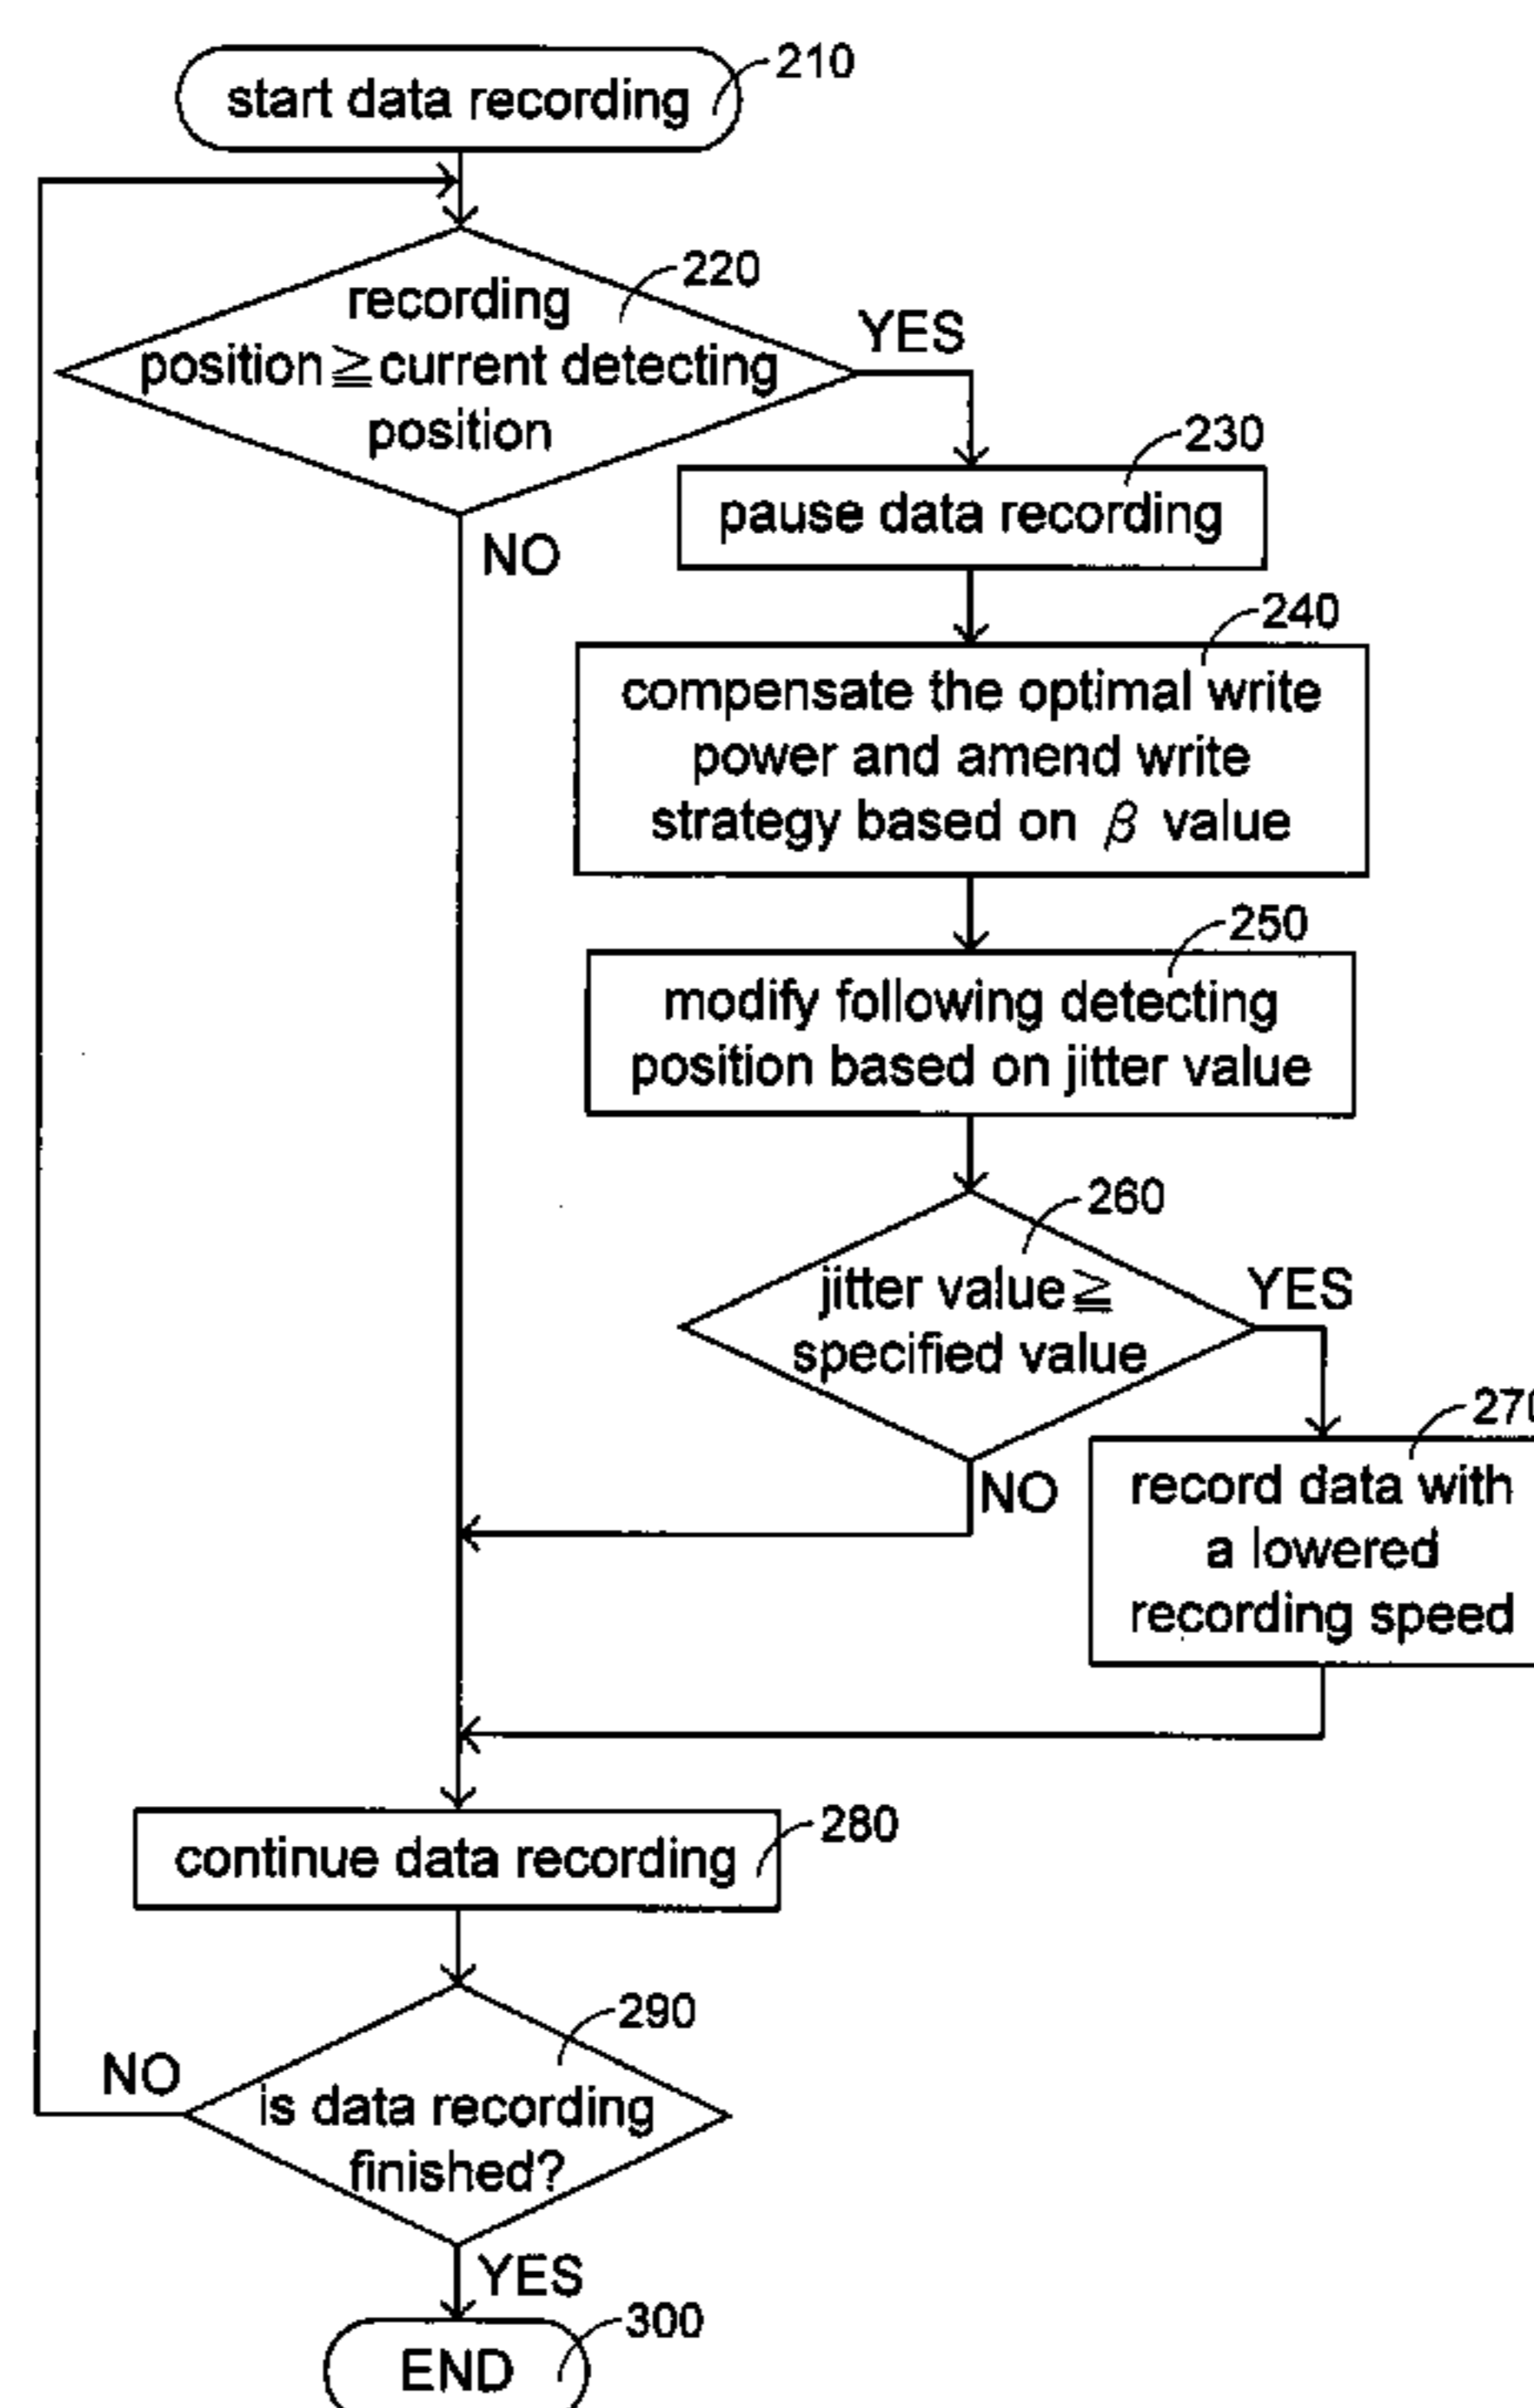 start data recording
210
recording
position≧current detecting
position
220
YES
NO
230
pause data recording
240
compensate the optimal write
power and amend write
strategy based on β value
250
modify following detecting
position based on jitter value
260
jitter value≧
specified value
YES
NO
270
record data with
a lowered
recording speed
280
continue data recording
290
is data recording
finished?
NO
YES
300
END